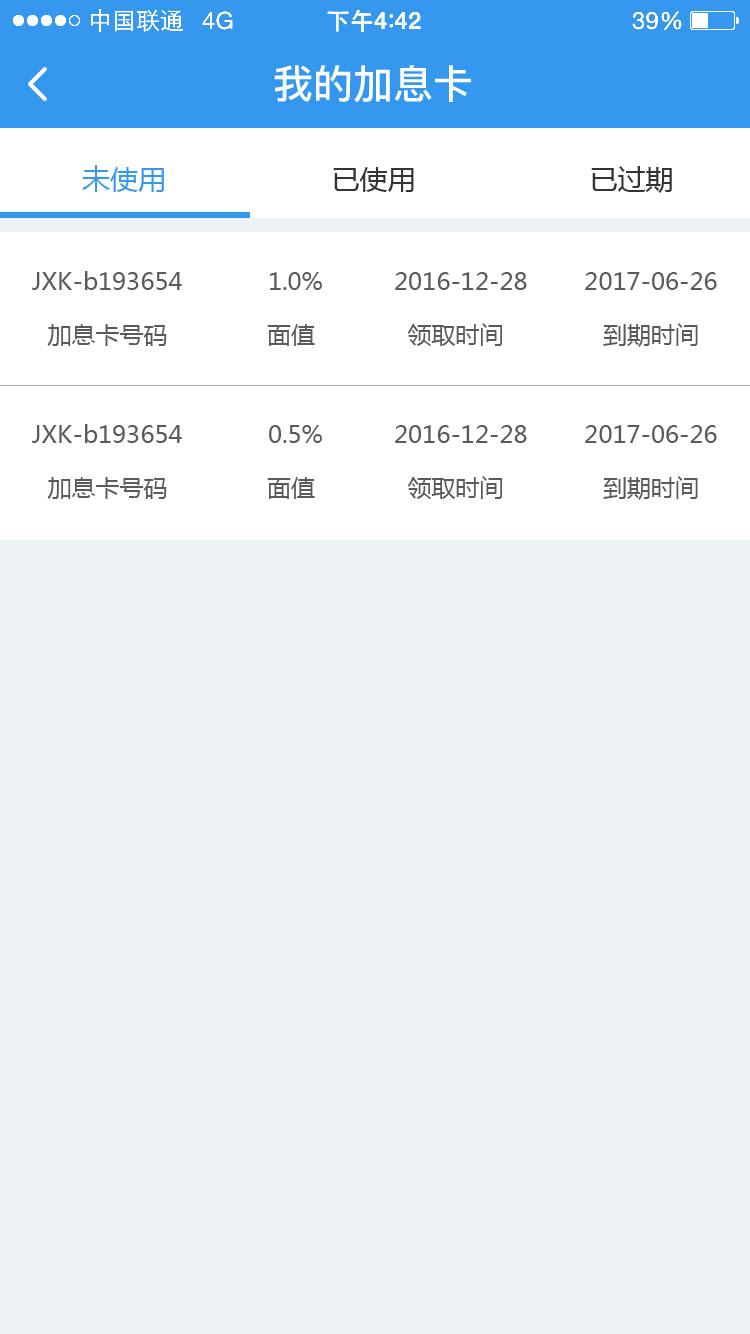 中国联通 4G 下午4:42 39%
我的加息卡
未使用 已使用 已过期
JXK-b193654 1.0% 2016-12-28 2017-06-26
加息卡号码 面值 领取时间 到期时间
JXK-b193654 0.5% 2016-12-28 2017-06-26
加息卡号码 面值 领取时间 到期时间